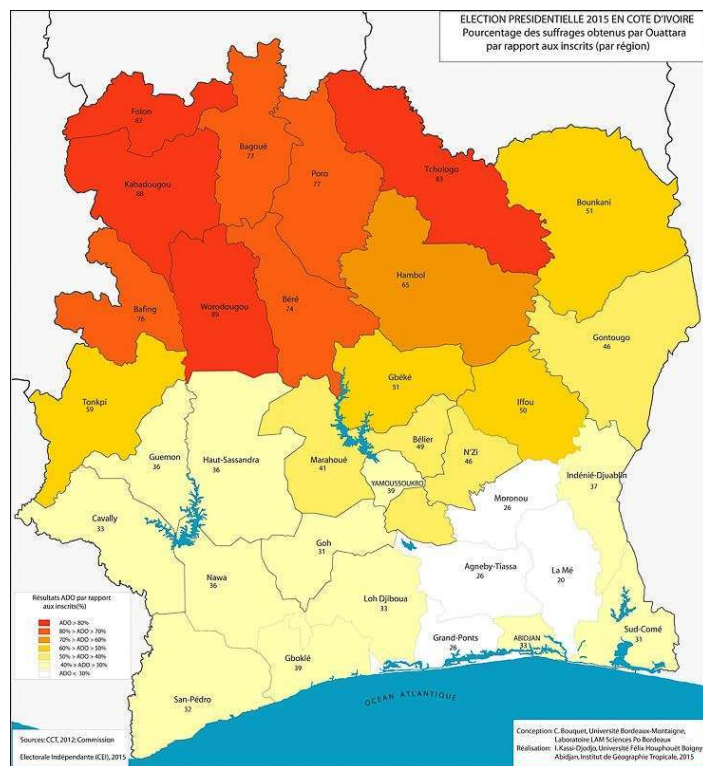 ELECTION PRESIDENTIELLE 2015 EN COTE D'IVOIRE
Pourcentage des suffrages obtenus par Ouattara
par rapport aux inscrits (par région)
Folon
87
Bagoué
77
Poro
77
Tchologo
83
Kabadougou
88
Bounkani
51
Hambol
65
Bafing
76
Worodougou
89
Béré
74
Gontougo
46
Tonkpi
59
Gbéké
51
Iffou
50
Guemon
36
Haut-Sassandra
36
Marahoué
41
Bélier
49
N'Zi
46
YAMOUSSOUKRO
39
Indénié-Djuablin
37
Moronou
26
Cavally
33
Goh
31
Nawa
36
Agneby-Tiassa
26
La Mé
20
Loh Djiboua
33
Grand-Ponts
26
ABIDJAN
33
Sud-Comé
31
Gboklé
39
San-Pédro
32
OCEAN ATLANTIQUE
Résultats ADO par rapport
aux inscrits(%)
ADO > 80%
80% > ADO > 70%
70% > ADO > 60%
60% > ADO > 50%
50% > ADO > 40%
40% > ADO > 30%
ADO < 30%
Sources: CCT, 2012; Commission
Electorale Indépendante (CEI), 2015
Conception: C. Bouquet, Université Bordeaux-Montaigne,
Laboratoire LAM Sciences Po Bordeaux
Réalisation: I. Kassi-Djodjo, Université Félix Houphouët Boigny
Abidjan, Institut de Géographie Tropicale, 2015